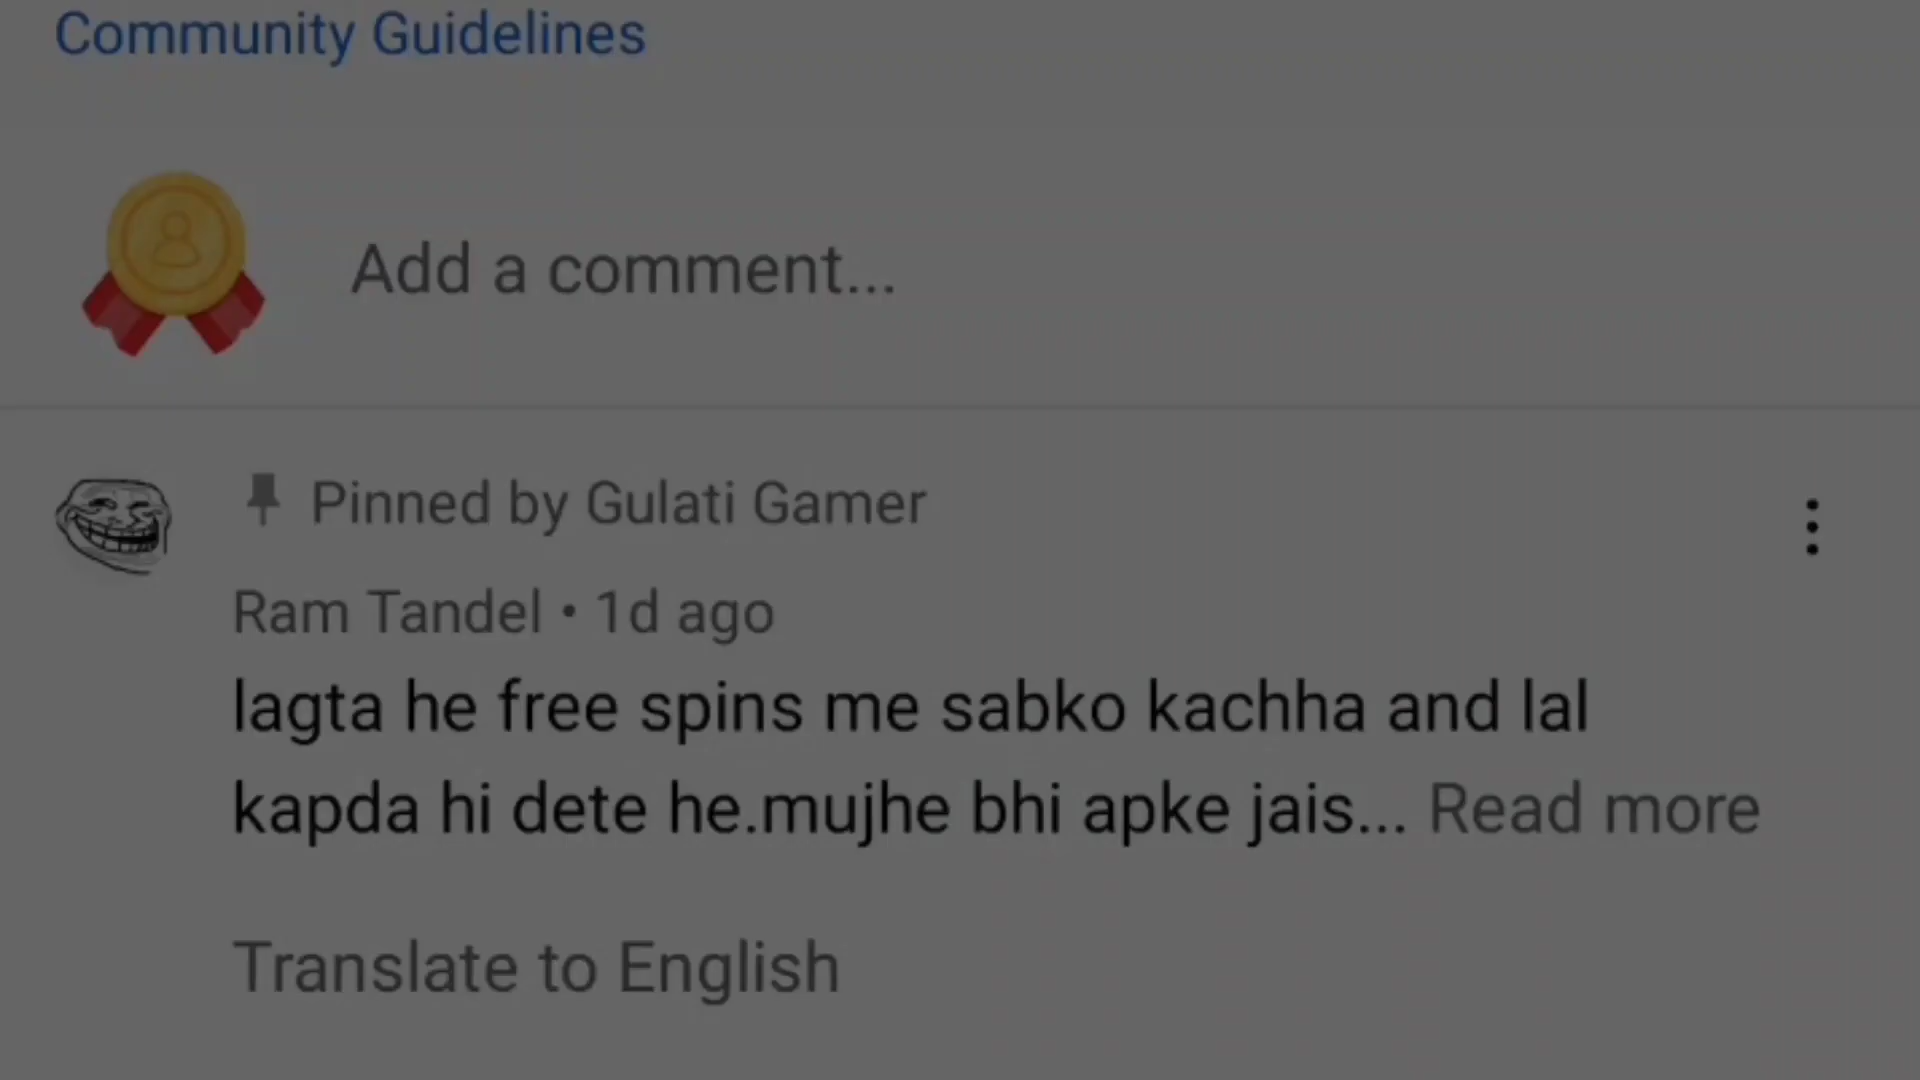 Community Guidelines
Add a comment...
Pinned by Gulati Gamer
Ram Tandel • 1d ago
lagta he free spins me sabko kachha and lal
kapda hi dete he.mujhe bhi apke jais... Read more
Translate to English